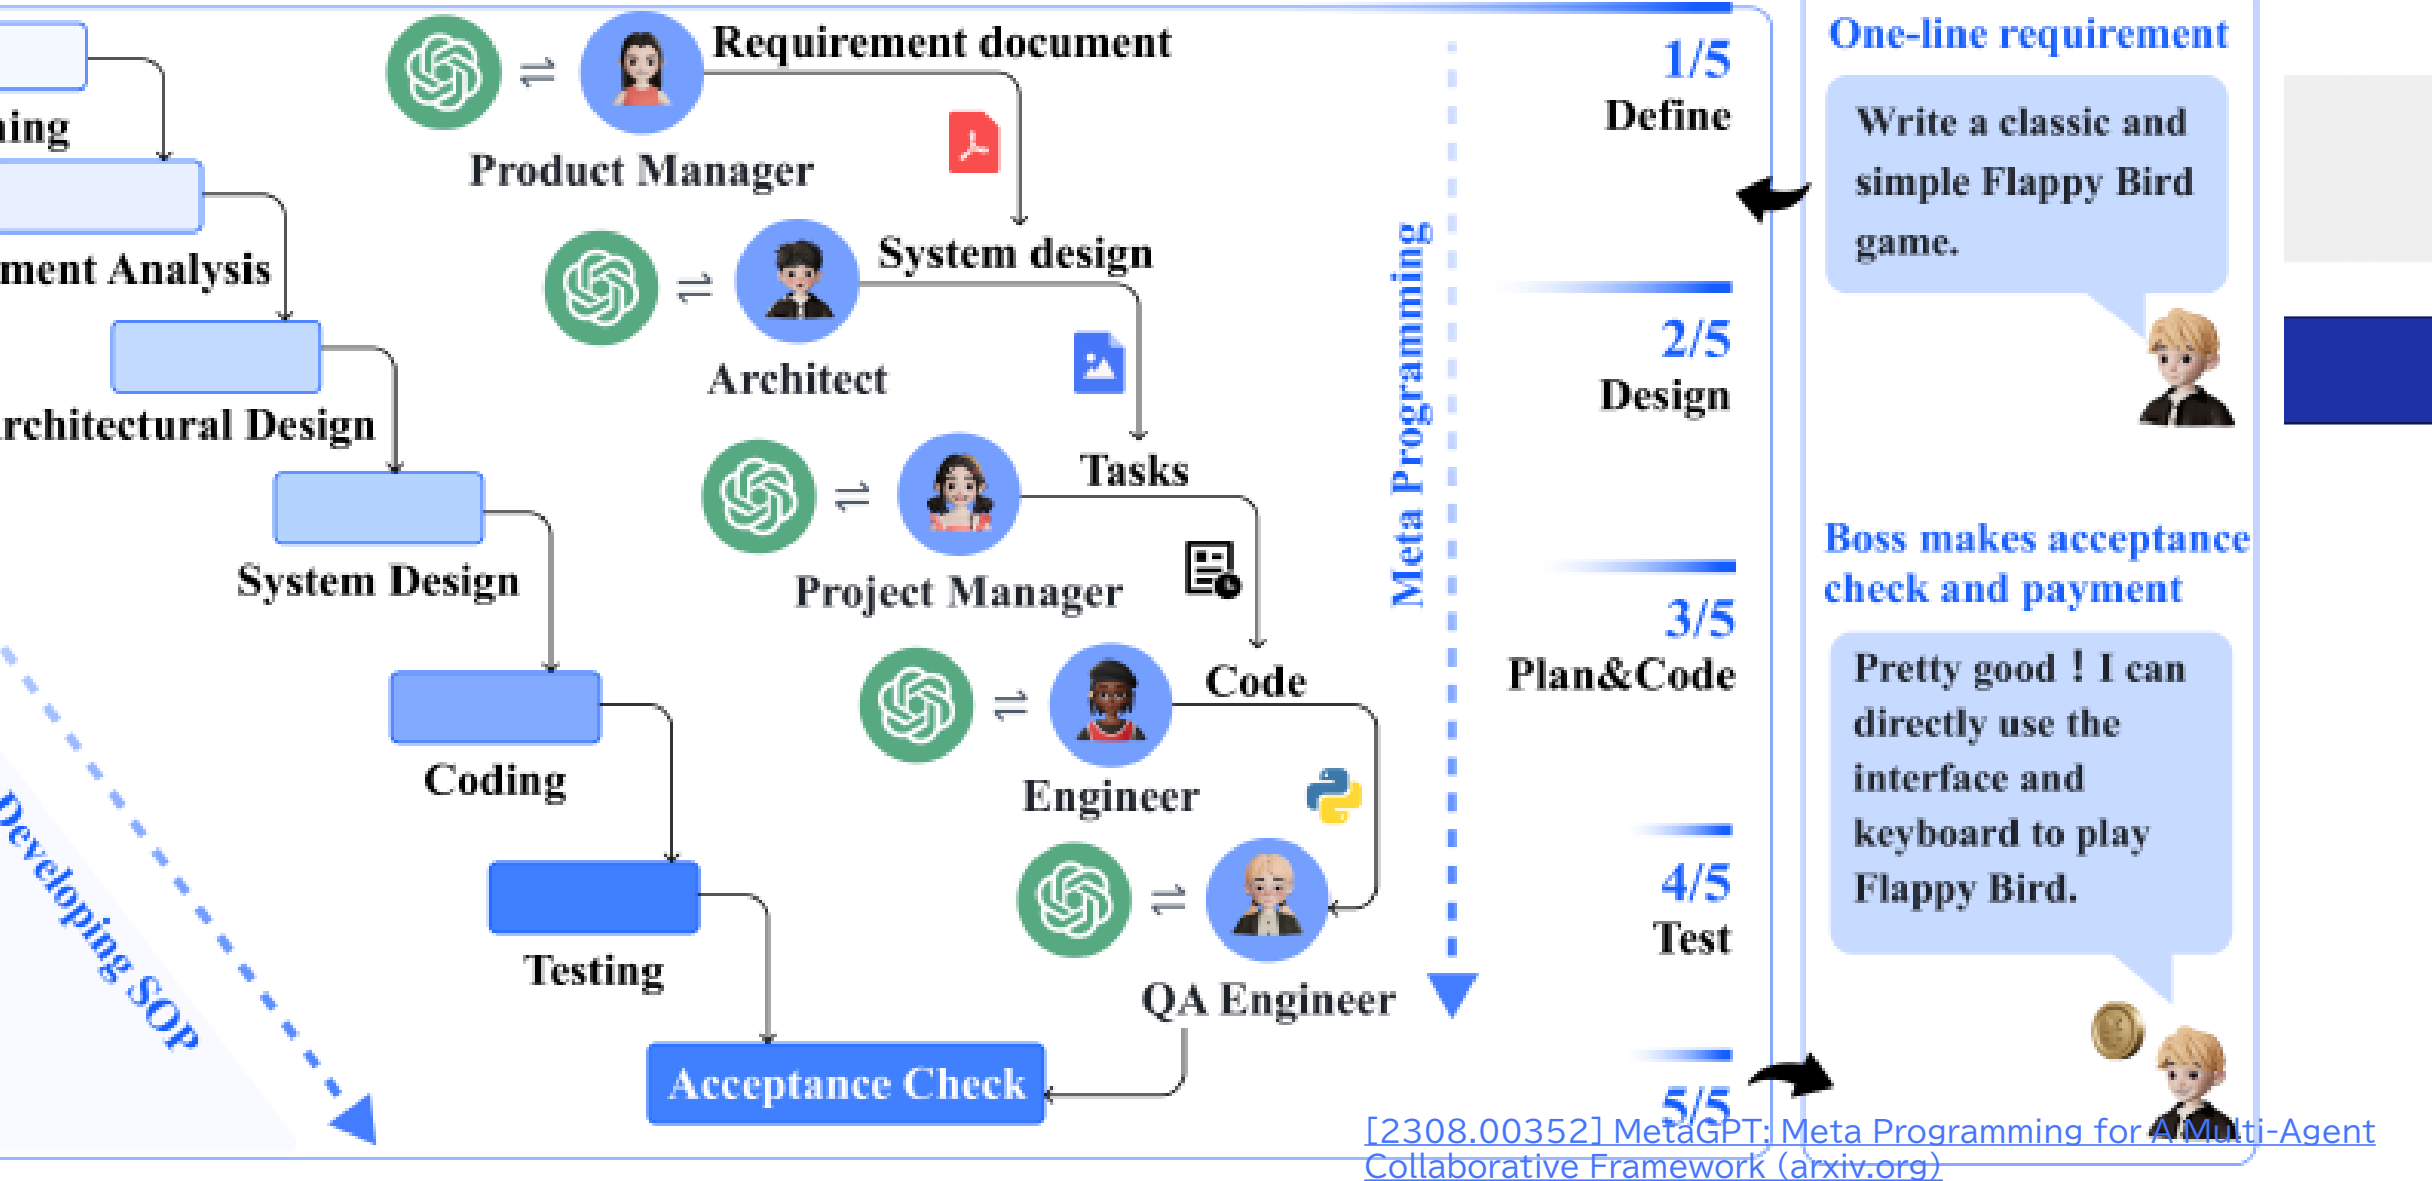 Requirement document
Product Manager
System design
Architect
Tasks
Project Manager
Code
Engineer
QA Engineer
ment Analysis
rchitectural Design
System Design
Coding
Testing
Acceptance Check
Developing SOP
Meta Programming
1/5
Define
2/5
Design
3/5
Plan&Code
4/5
Test
5/5
One-line requirement
Write a classic and
simple Flappy Bird
game.
Boss makes acceptance
check and payment
Pretty good ! I can
directly use the
interface and
keyboard to play
Flappy Bird.
[2308.00352] MetaGPT: Meta Programming for A Multi-Agent
Collaborative Framework (arxiv.org)